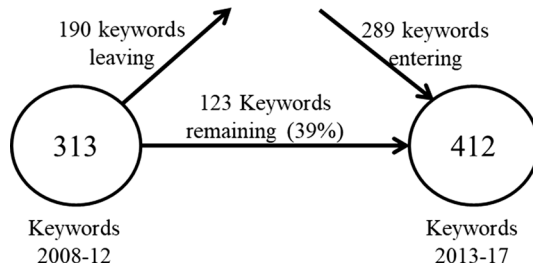 190 keywords
leaving
289 keywords
entering
123 Keywords
remaining (39%)
313
412
Keywords
2008-12
Keywords
2013-17